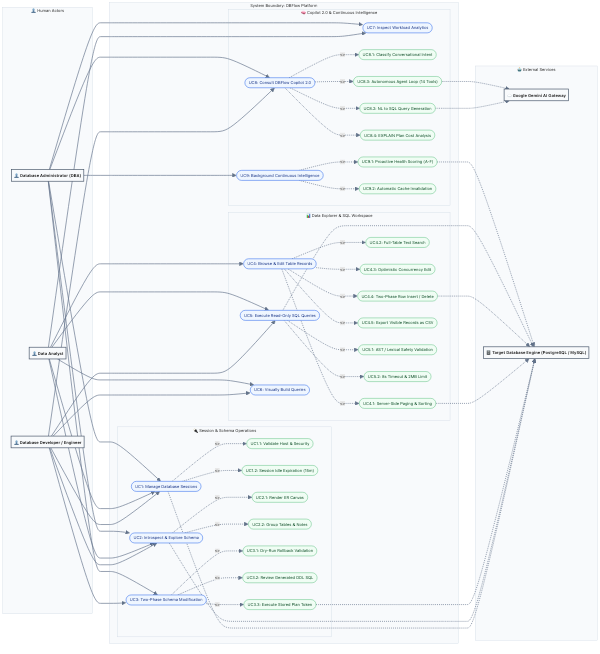 System Boundary: DBFlow Platform
Human Actors
Copilot 2.0 & Continuous Intelligence
UC7: Inspect Workload Analytics
UC8.1: Classify Conversational Intent
External Services
UC8: Consult DBFlow Copilot 2.0
UC8.2: Autonomous Agent Loop (14 Tools)
Google Gemini AI Gateway
UC8.3: NL to SQL Query Generation
UC8.4: EXPLAIN Plan Cost Analysis
UC9.1: Proactive Health Scoring (A-F)
Database Administrator (DBA)
UC9: Background Continuous Intelligence
UC9.2: Automatic Cache Invalidation
Data Explorer & SQL Workspace
UC4.2: Full-Table Text Search
UC4: Browse & Edit Table Records
UC4.3: Optimistic Concurrency Edit
UC4.4: Two-Phase Row Insert / Delete
UC5: Execute Read-Only SQL Queries
UC4.5: Export Visible Records as CSV
UC5.1: AST / Lexical Safety Validation
Data Analyst
Target Database Engine (PostgreSQL / MySQL)
UC5.2: 8s Timeout & 2MB Limit
UC6: Visually Build Queries
UC4.1: Server-Side Paging & Sorting
Session & Schema Operations
Database Developer / Engineer
UC1.1: Validate Host & Security
UC1.2: Session Idle Expiration
UC1: Manage Database Sessions
UC2.1: Render ER Canvas
UC2.2: Group Tables & Notes
UC2: Introspect & Explore Schema
UC3.1: Dry-Run Rollback Validation
UC3.2: Review Generated DDL SQL
UC3: Two-Phase Schema Modification
UC3.3: Execute Stored Plan Token